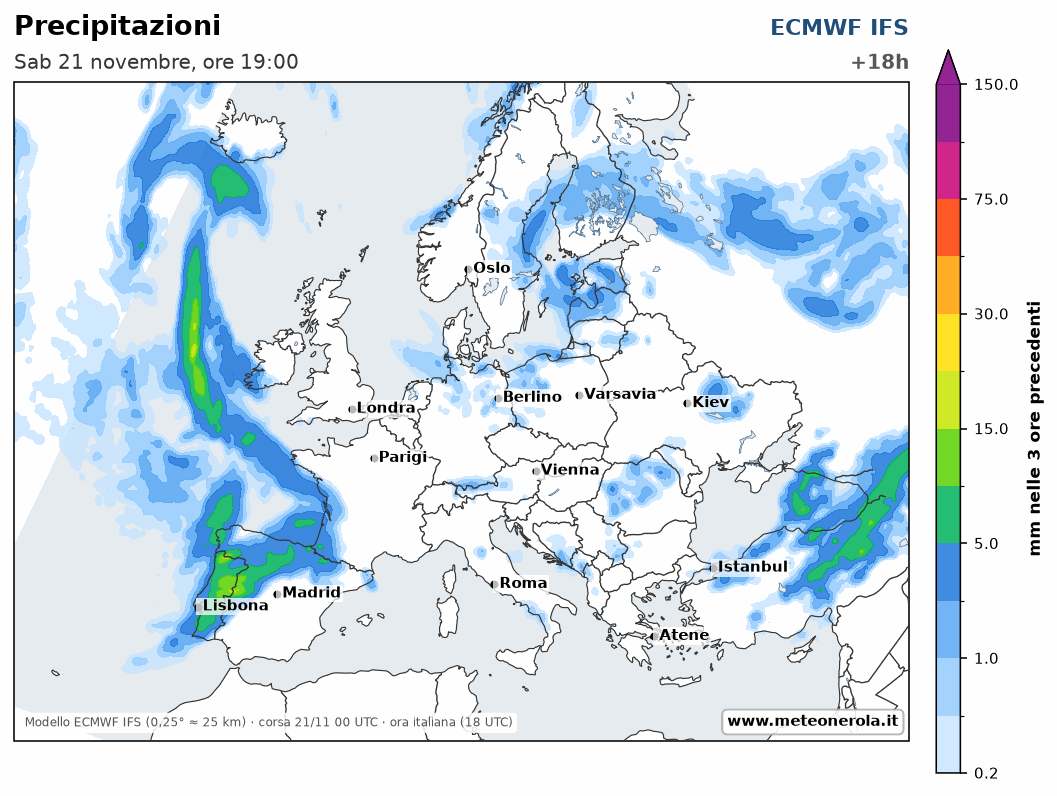 Precipitazioni
ECMWF IFS
Sab 21 novembre, ore 19:00
+18h
150.0
75.0
30.0
15.0
5.0
1.0
0.2
mm nelle 3 ore precedenti
Oslo
Londra
Berlino
Varsavia
Kiev
Parigi
Vienna
Istanbul
Roma
Madrid
Lisbona
Atene
Modello ECMWF IFS (0,25° ≈ 25 km) · corsa 21/11 00 UTC · ora italiana (18 UTC)
www.meteonerola.it